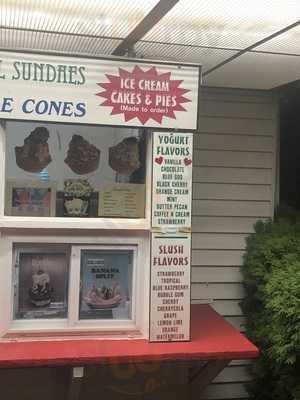 SUNDAES
E CONES
ICE CREAM
CAKES & PIES
(Made to order)
YOGURT
FLAVORS
VANILLA
CHOCOLATE
BLUE GOO
BLACK CHERRY
ORANGE CREAM
MINT
BUTTER PECAN
COFFEE N CREAM
STRAWBERRY
SLUSH
FLAVORS
STRAWBERRY
TROPICAL
BLUE RASPBERRY
BUBBLE GUM
CHERRY
CHERRYCOLA
GRAPE
LEMON LIME
ORANGE
WATERMELON
BANANA
SPLIT